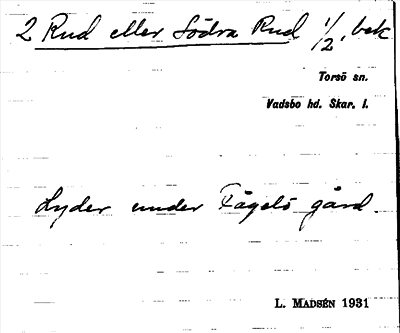 2 Rud eller Södra Rud 1/2, bek
Torsö sn.
Vadsbo hd. Skar. l.
Lyder under Fågelö gård.
L. MADSÉN 1931